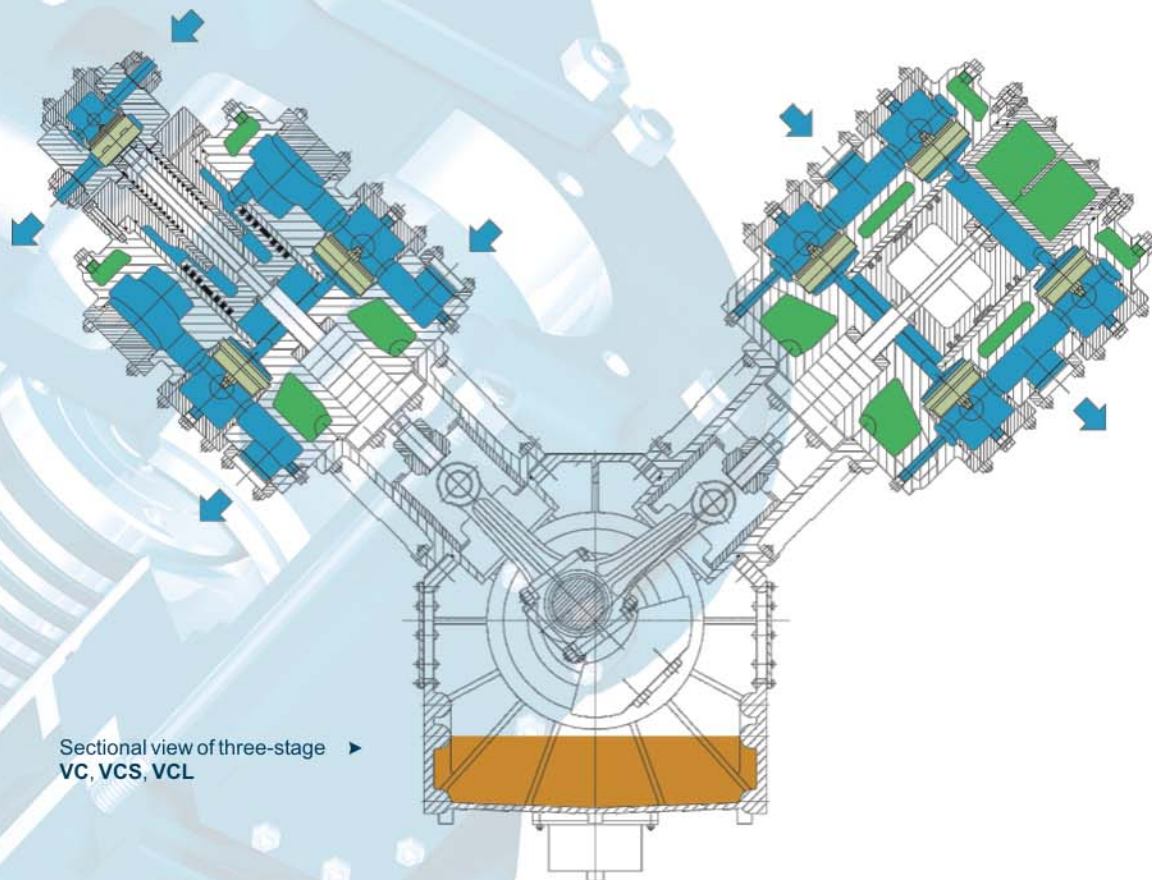 Sectional view of three-stage ➤
VC, VCS, VCL